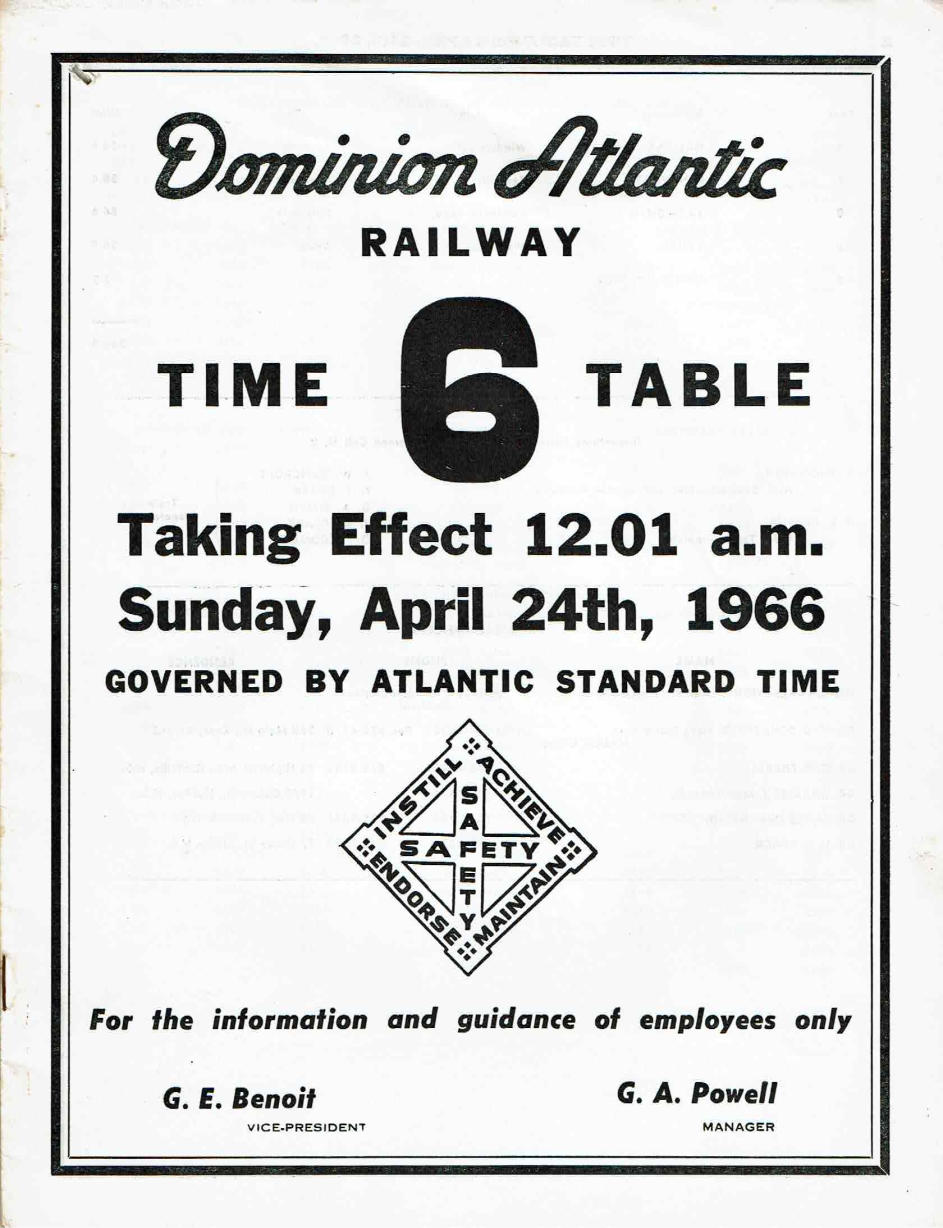 Dominion Atlantic
RAILWAY
TIME 6 TABLE
Taking Effect 12.01 a.m.
Sunday, April 24th, 1966
GOVERNED BY ATLANTIC STANDARD TIME
INSTILL
ACHIEVE
SAFETY
SAFETY
ENDORSE
MAINTAIN
For the information and guidance of employees only
G. E. Benoit
VICE-PRESIDENT
G. A. Powell
MANAGER